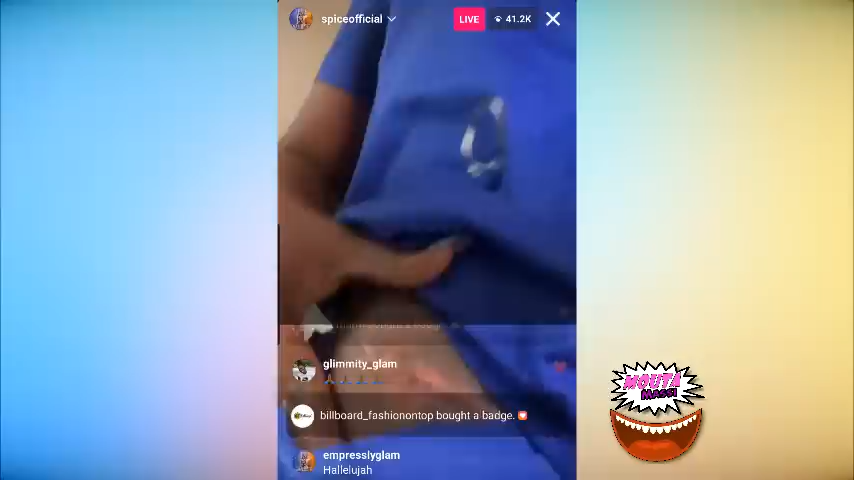 spiceofficial
LIVE
41.2K
glimmity_glam
🙏🏾🙏🏾🙏🏾🙏🏾
billboard_fashionontop bought a badge.
empresslyglam
Hallelujah
MOUTA
MASSI